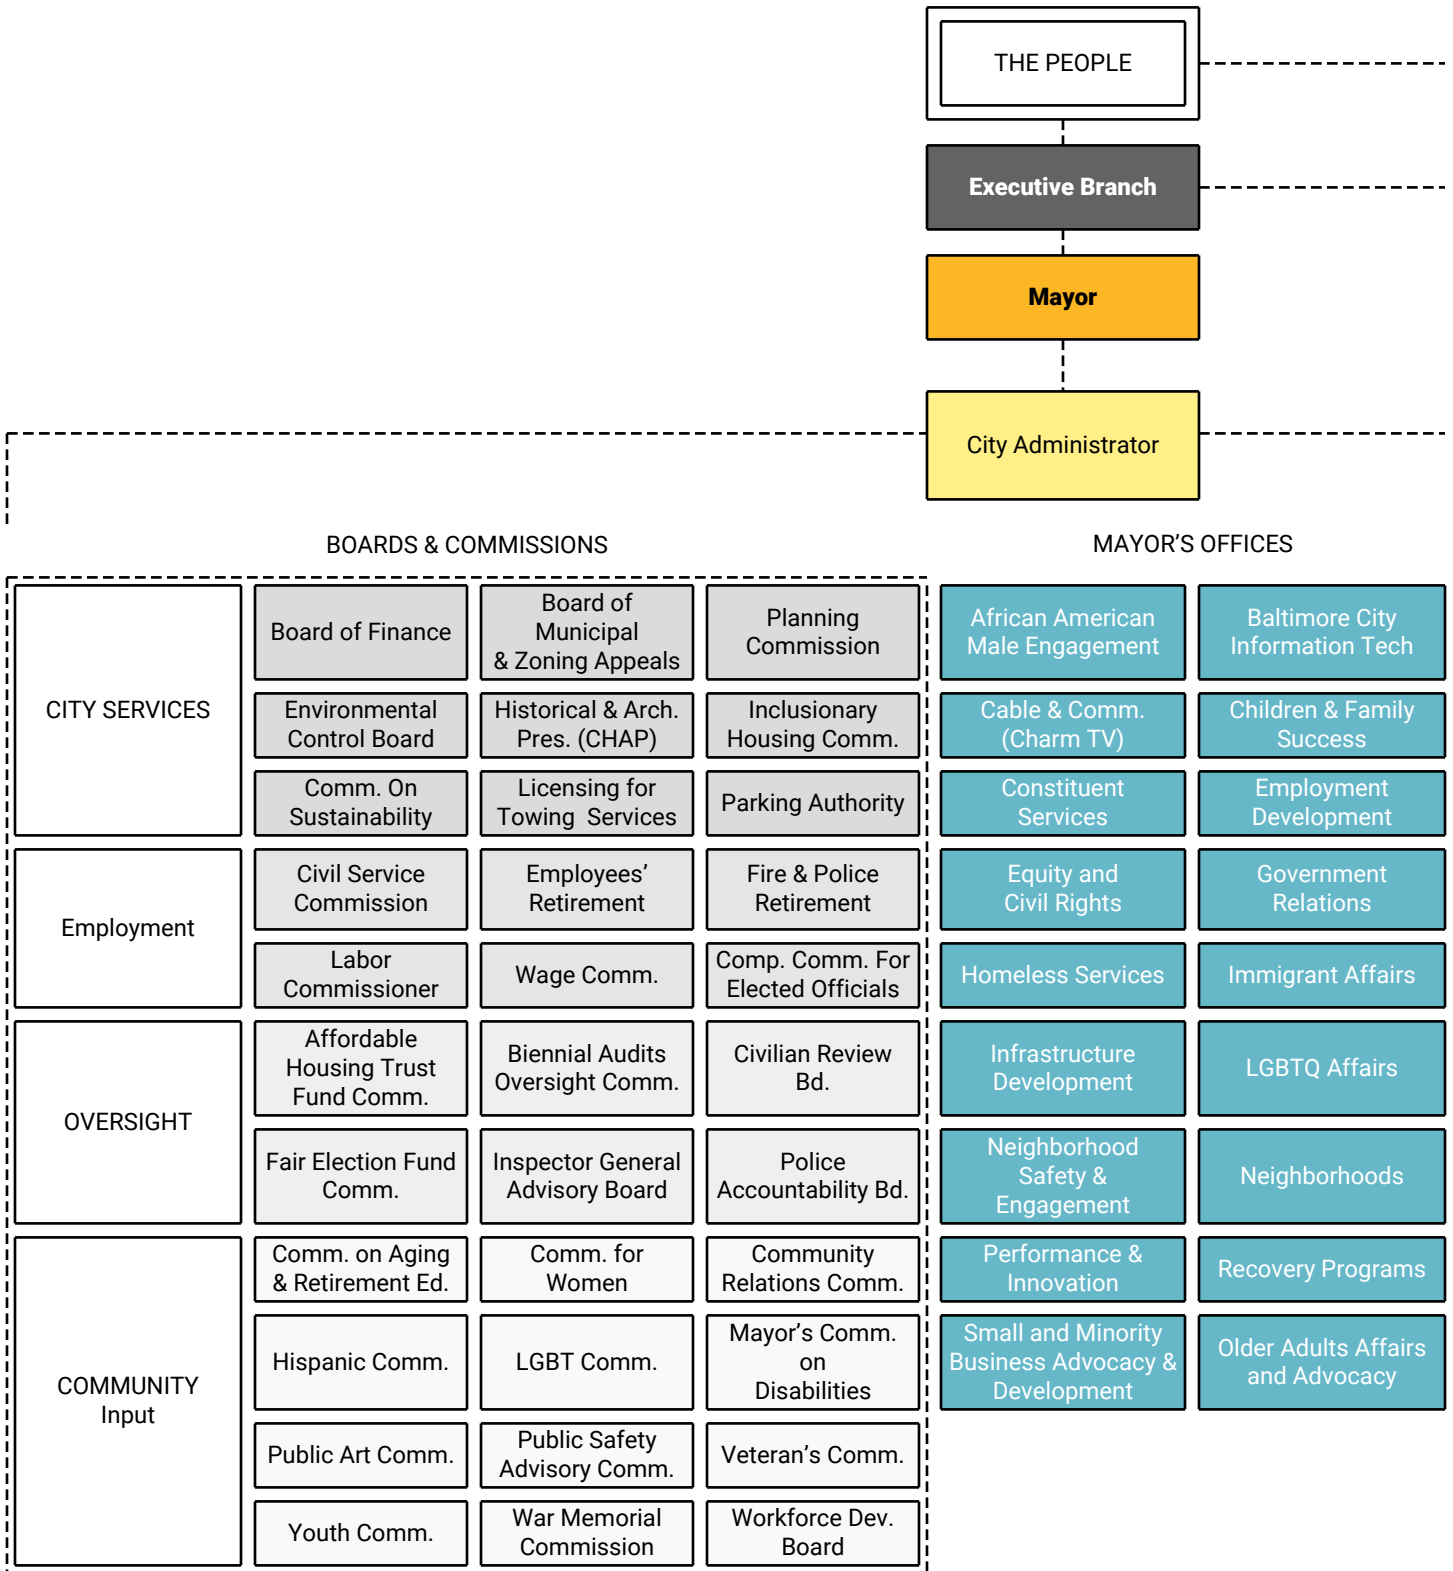 THE PEOPLE
Executive Branch
Mayor
City Administrator
BOARDS & COMMISSIONS
MAYOR’S OFFICES
CITY SERVICES
Board of Finance
Board of
Municipal
& Zoning Appeals
Planning
Commission
Environmental
Control Board
Historical & Arch.
Pres. (CHAP)
Inclusionary
Housing Comm.
Comm. On
Sustainability
Licensing for
Towing Services
Parking Authority
Employment
Civil Service
Commission
Employees’
Retirement
Fire & Police
Retirement
Labor
Commissioner
Wage Comm.
Comp. Comm. For
Elected Officials
OVERSIGHT
Affordable
Housing Trust
Fund Comm.
Biennial Audits
Oversight Comm.
Civilian Review
Bd.
Fair Election Fund
Comm.
Inspector General
Advisory Board
Police
Accountability Bd.
COMMUNITY
Input
Comm. on Aging
& Retirement Ed.
Comm. for
Women
Community
Relations Comm.
Hispanic Comm.
LGBT Comm.
Mayor’s Comm.
on
Disabilities
Public Art Comm.
Public Safety
Advisory Comm.
Veteran’s Comm.
Youth Comm.
War Memorial
Commission
Workforce Dev.
Board
African American
Male Engagement
Baltimore City
Information Tech
Cable & Comm.
(Charm TV)
Children & Family
Success
Constituent
Services
Employment
Development
Equity and
Civil Rights
Government
Relations
Homeless Services
Immigrant Affairs
Infrastructure
Development
LGBTQ Affairs
Neighborhood
Safety &
Engagement
Neighborhoods
Performance &
Innovation
Recovery Programs
Small and Minority
Business Advocacy &
Development
Older Adults Affairs
and Advocacy